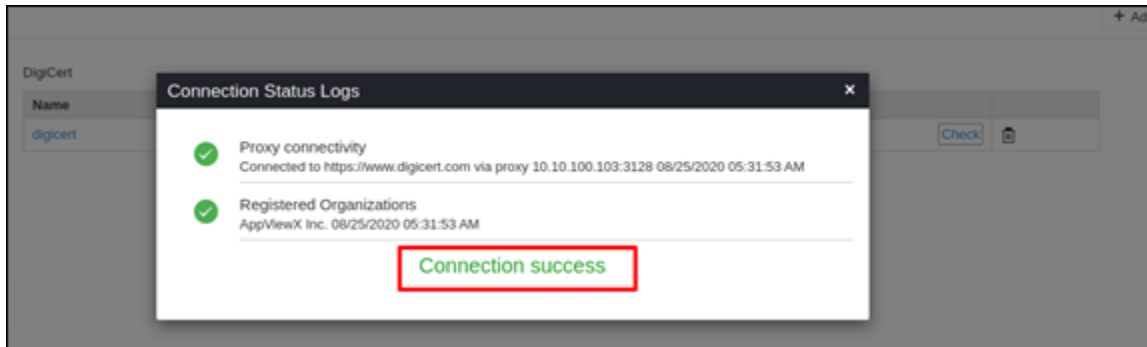 + Ad
DigiCert
Name
digicert
Check
Connection Status Logs
Proxy connectivity
Connected to https://www.digicert.com via proxy 10.10.100.103:3128 08/25/2020 05:31:53 AM
Registered Organizations
AppViewX Inc. 08/25/2020 05:31:53 AM
Connection success